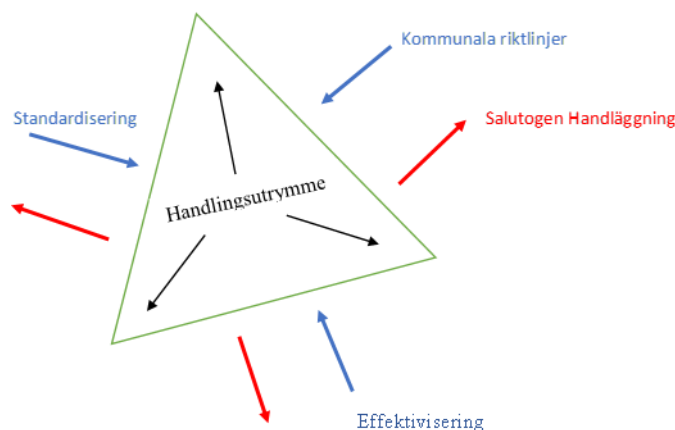 Kommunala riktlinjer
Salutogen Handläggning
Standardisering
Handlingsutrymme
Effektivisering